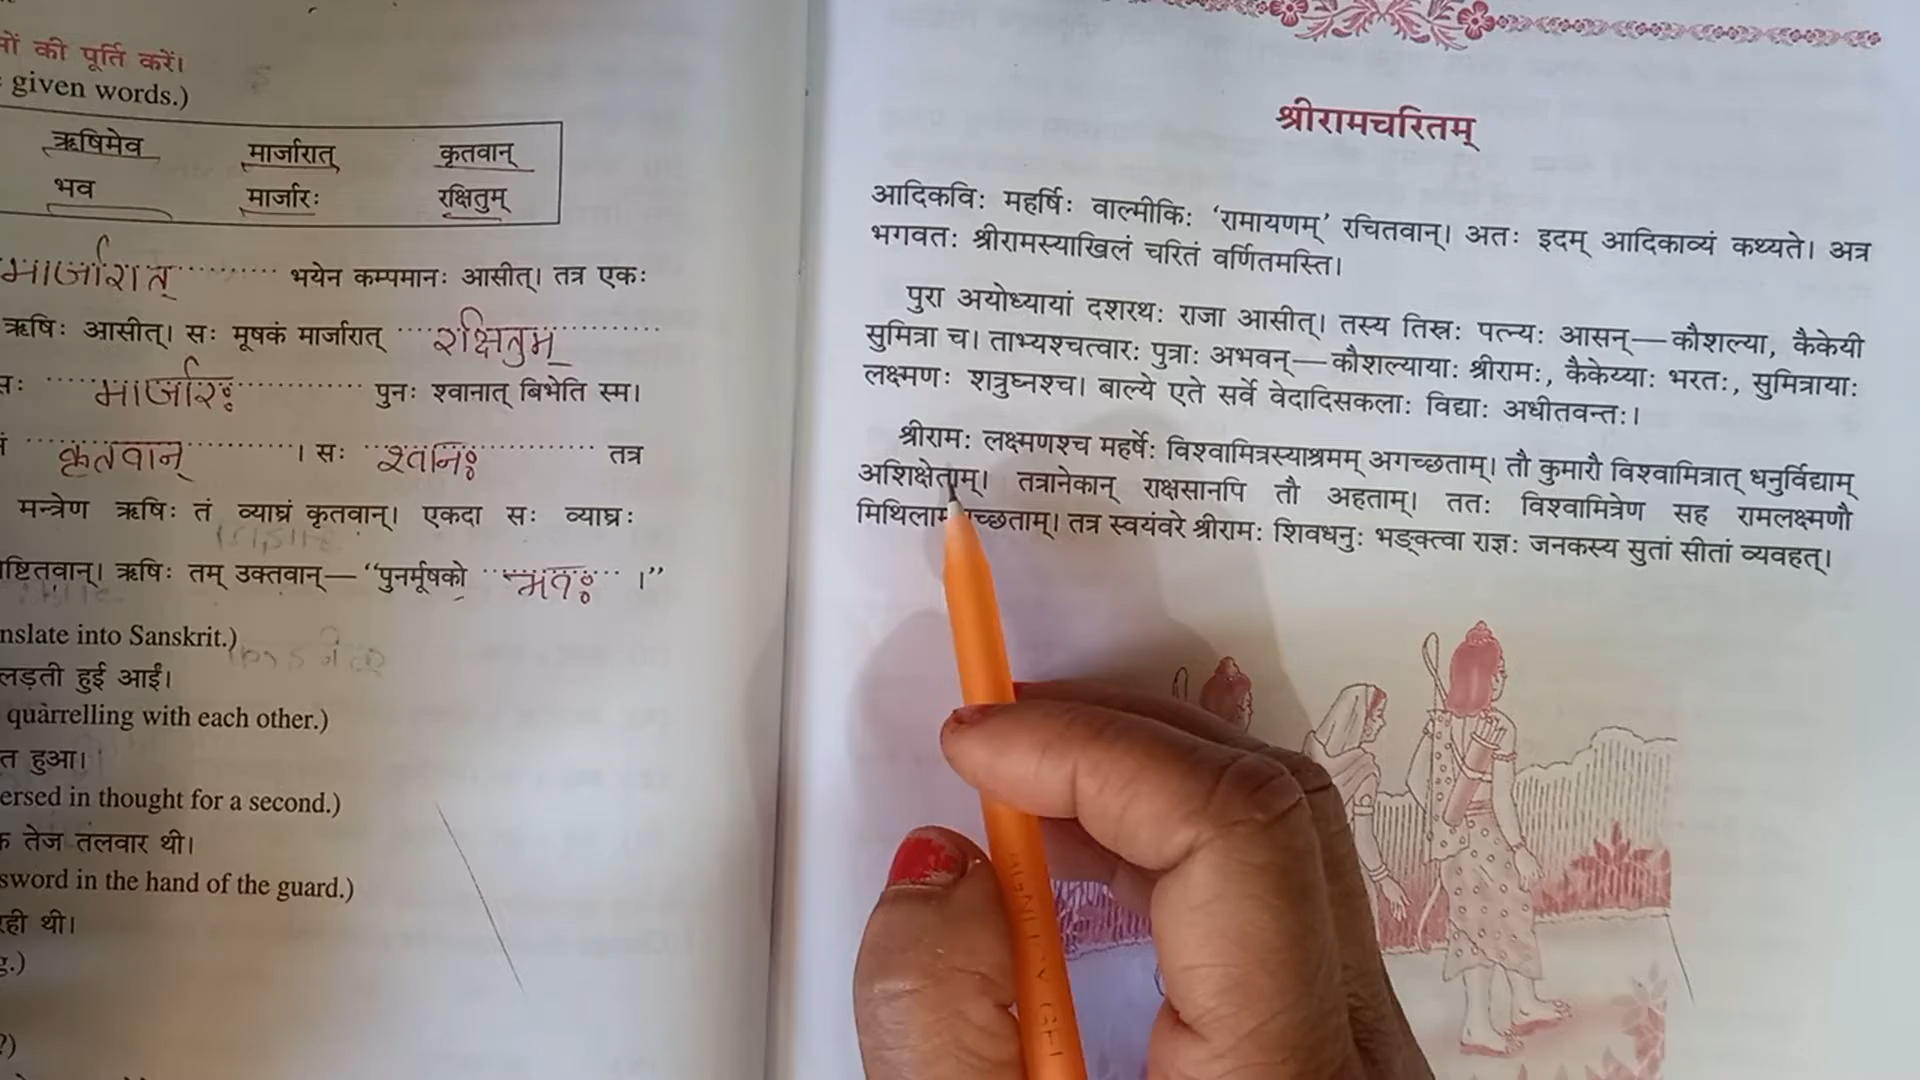 की पूर्ति करें।
given words.)
ऋषिमेव मार्जारात् कृतवान्
भव मार्जारः रक्षितुम्
मार्जारात् भयेन कम्पमानः आसीत्। तत्र एकः
ऋषिः आसीत्। सः मूषकं मार्जारात् रक्षितुम्
मार्जारः पुनः श्वानात् बिभेति स्म।
कृतवान् । सः श्वानः तत्र
मन्त्रेण ऋषिः तं व्याघ्रं कृतवान्। एकदा सः व्याघ्रः
ऋषिः तम् उक्तवान्—“पुनर्मूषको ।”
into Sanskrit.)
लड़ती हुई आईं।
quarrelling with each other.)
हुआ।
in thought for a second.)
तेज तलवार थी।
sword in the hand of the guard.)
रही थी।
श्रीरामचरितम्
आदिकविः महर्षिः वाल्मीकिः ‘रामायणम्’ रचितवान्। अतः इदम् आदिकाव्यं कथ्यते। अत्र
भगवतः श्रीरामस्याखिलं चरितं वर्णितमस्ति।
पुरा अयोध्यायां दशरथः राजा आसीत्। तस्य तिस्रः पत्न्यः आसन्—कौशल्या, कैकेयी
सुमित्रा च। ताभ्यश्चत्वारः पुत्राः अभवन्—कौशल्यायाः श्रीरामः, कैकेय्याः भरतः, सुमित्रायाः
लक्ष्मणः शत्रुघ्नश्च। बाल्ये एते सर्वे वेदादिसकलाः विद्याः अधीतवन्तः।
श्रीरामः लक्ष्मणश्च महर्षेः विश्वामित्रस्याश्रमम् अगच्छताम्। तौ कुमारौ विश्वामित्रात् धनुर्विद्याम्
अशिक्षेताम्। तत्रानेकान् राक्षसानपि तौ अहताम्। ततः विश्वामित्रेण सह रामलक्ष्मणौ
तत्र स्वयंवरे श्रीरामः शिवधनुः भङ्क्त्वा राज्ञः जनकस्य सुतां सीतां व्यवहत्।